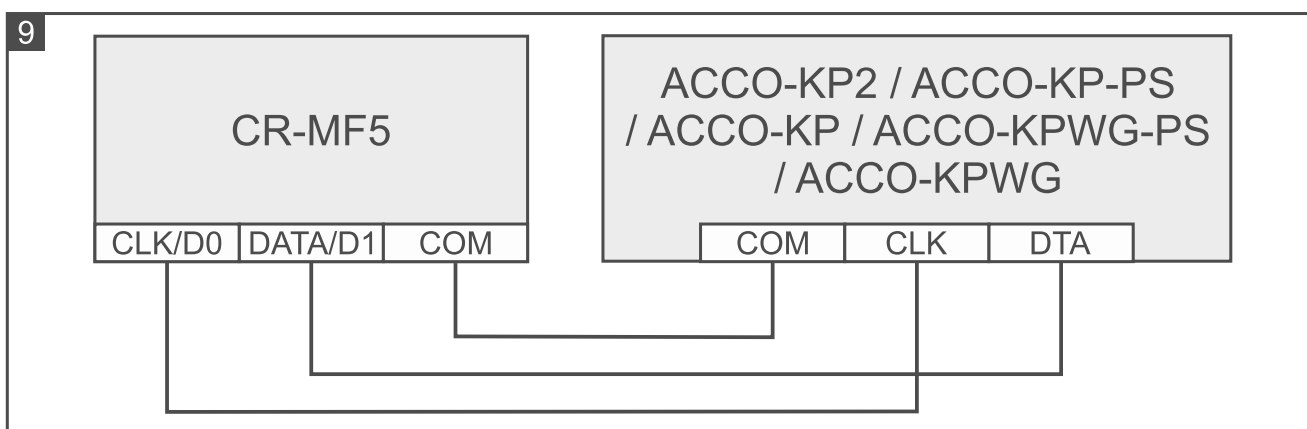 9
CR-MF5
ACCO-KP2 / ACCO-KP-PS
/ ACCO-KP / ACCO-KPWG-PS
/ ACCO-KPWG
CLK/D0 DATA/D1 COM
COM CLK DTA